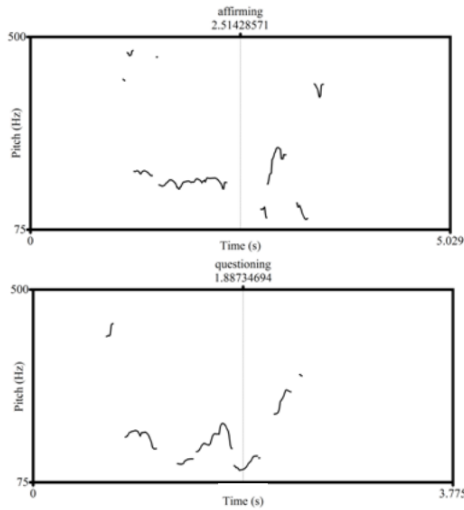 affirming
2.51428571
500
Pitch (Hz)
75
0
Time (s)
5.029
questioning
1.88734694
500
Pitch (Hz)
75
0
Time (s)
3.775